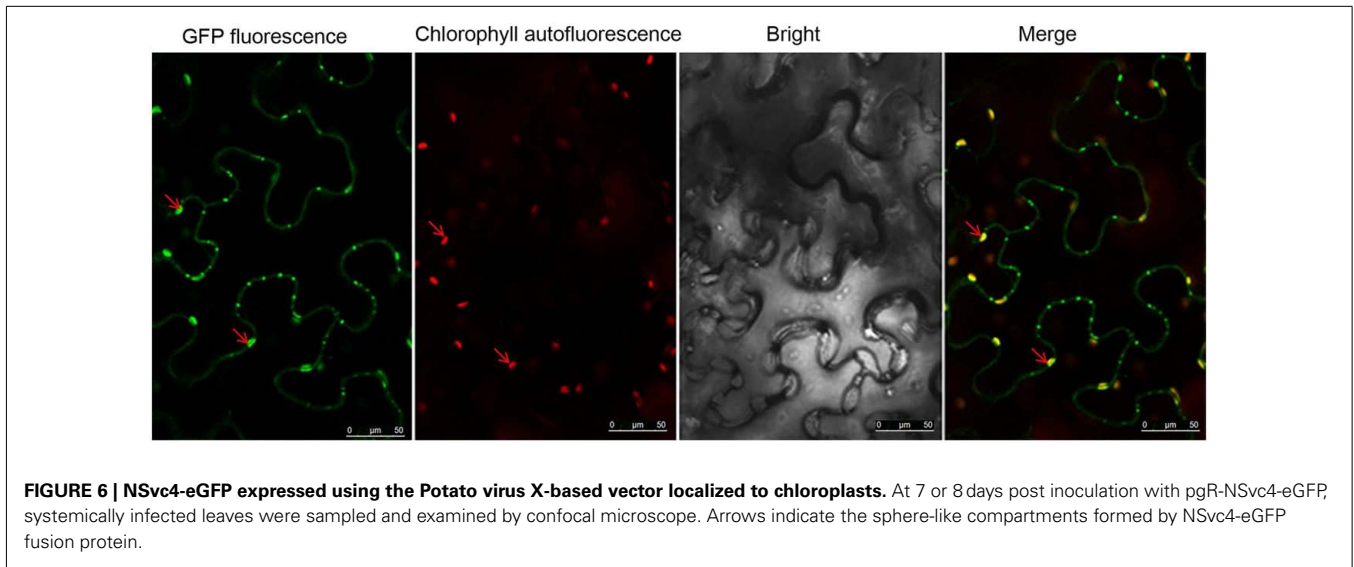 GFP fluorescence
Chlorophyll autofluorescence
Bright
Merge
0 µm 50
0 µm 50
0 µm 50
0 µm 50
FIGURE 6 | NSvc4-eGFP expressed using the Potato virus X-based vector localized to chloroplasts. At 7 or 8 days post inoculation with pgR-NSvc4-eGFP,
systemically infected leaves were sampled and examined by confocal microscope. Arrows indicate the sphere-like compartments formed by NSvc4-eGFP
fusion protein.